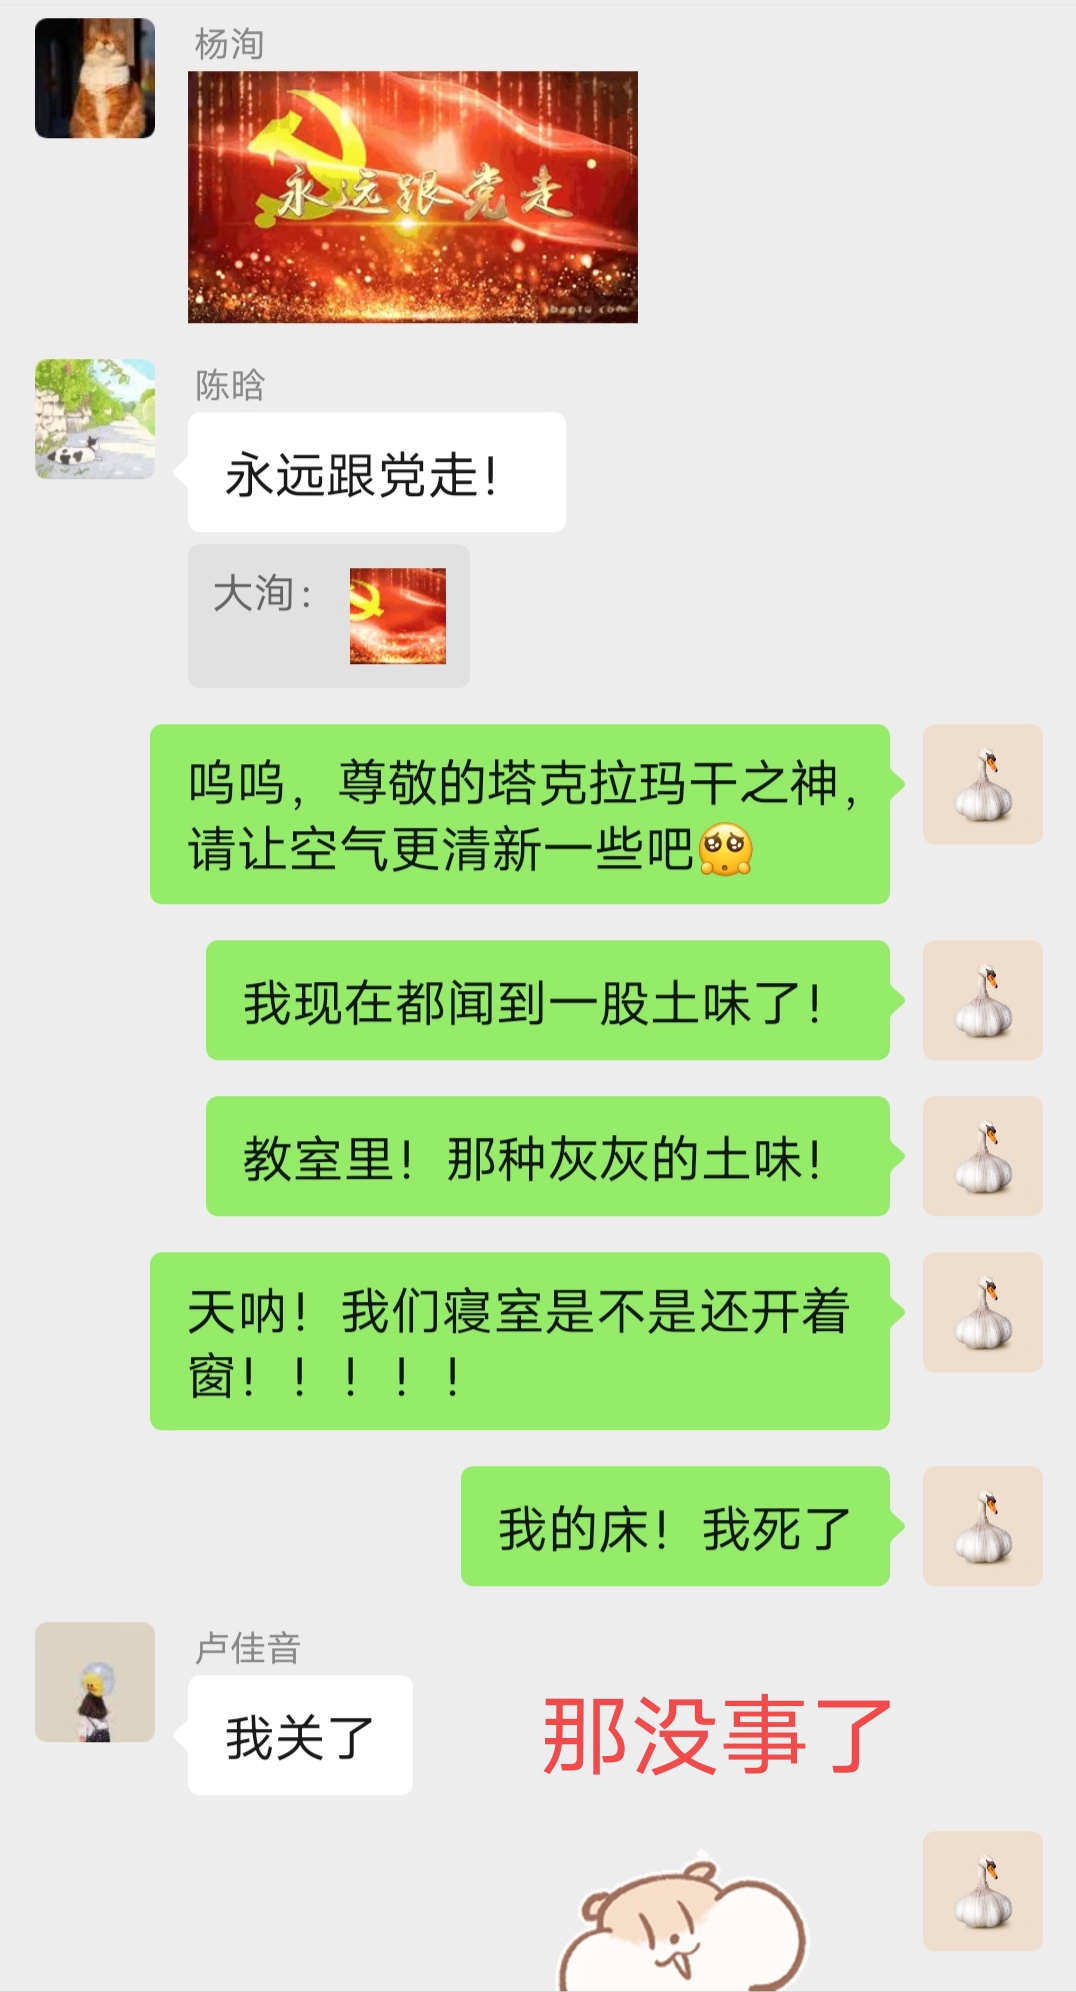 杨洵
永远跟党走
ibaotu.com
陈晗
永远跟党走！
大洵：
呜呜，尊敬的塔克拉玛干之神，
请让空气更清新一些吧🥺
我现在都闻到一股土味了！
教室里！那种灰灰的土味！
天呐！我们寝室是不是还开着
窗！！！！！
我的床！我死了
卢佳音
我关了
那没事了